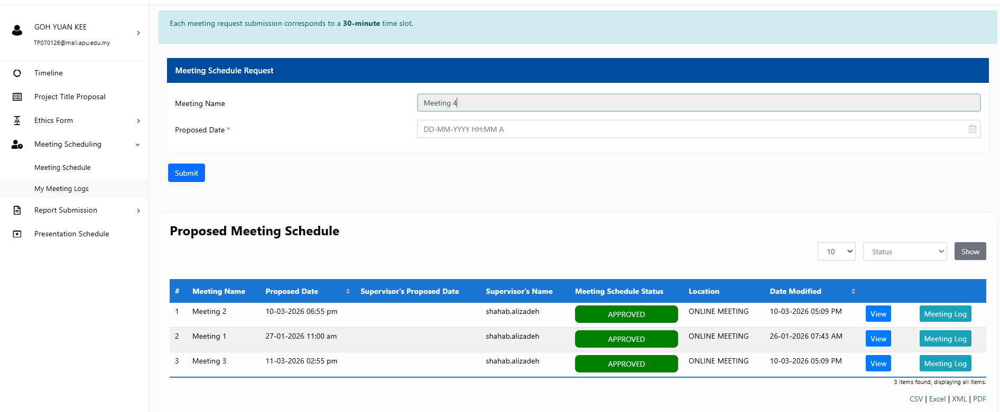 GOH YUAN KEE
TP070126@mail.apu.edu.my
Timeline
Project Title Proposal
Ethics Form
Meeting Scheduling
Meeting Schedule
My Meeting Logs
Report Submission
Presentation Schedule
Each meeting request submission corresponds to a 30-minute time slot.
Meeting Schedule Request
Meeting Name Meeting 4
Proposed Date * DD-MM-YYYY HH:MM A
Submit
Proposed Meeting Schedule
10 Status Show
# Meeting Name Proposed Date Supervisor's Proposed Date Supervisor's Name Meeting Schedule Status Location Date Modified
1 Meeting 2 10-03-2026 06:55 pm shahab.alizadeh APPROVED ONLINE MEETING 10-03-2026 05:09 PM View Meeting Log
2 Meeting 1 27-01-2026 11:00 am shahab.alizadeh APPROVED ONLINE MEETING 26-01-2026 07:43 AM View Meeting Log
3 Meeting 3 11-03-2026 02:55 pm shahab.alizadeh APPROVED ONLINE MEETING 10-03-2026 05:09 PM View Meeting Log
3 items found, displaying all items.
CSV | Excel | XML | PDF